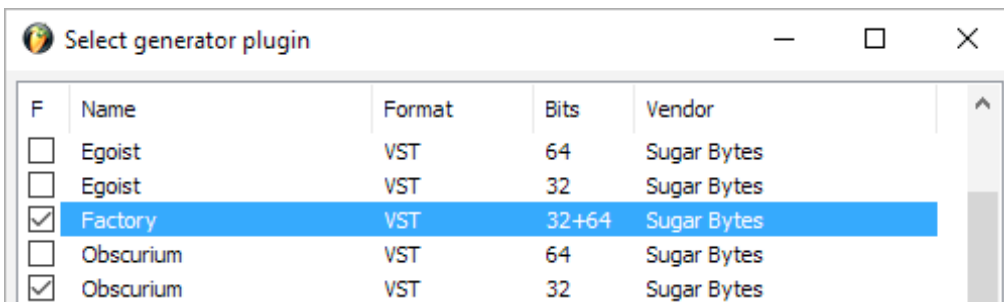 Select generator plugin
F Name Format Bits Vendor
Egoist VST 64 Sugar Bytes
Egoist VST 32 Sugar Bytes
Factory VST 32+64 Sugar Bytes
Obscurium VST 64 Sugar Bytes
Obscurium VST 32 Sugar Bytes